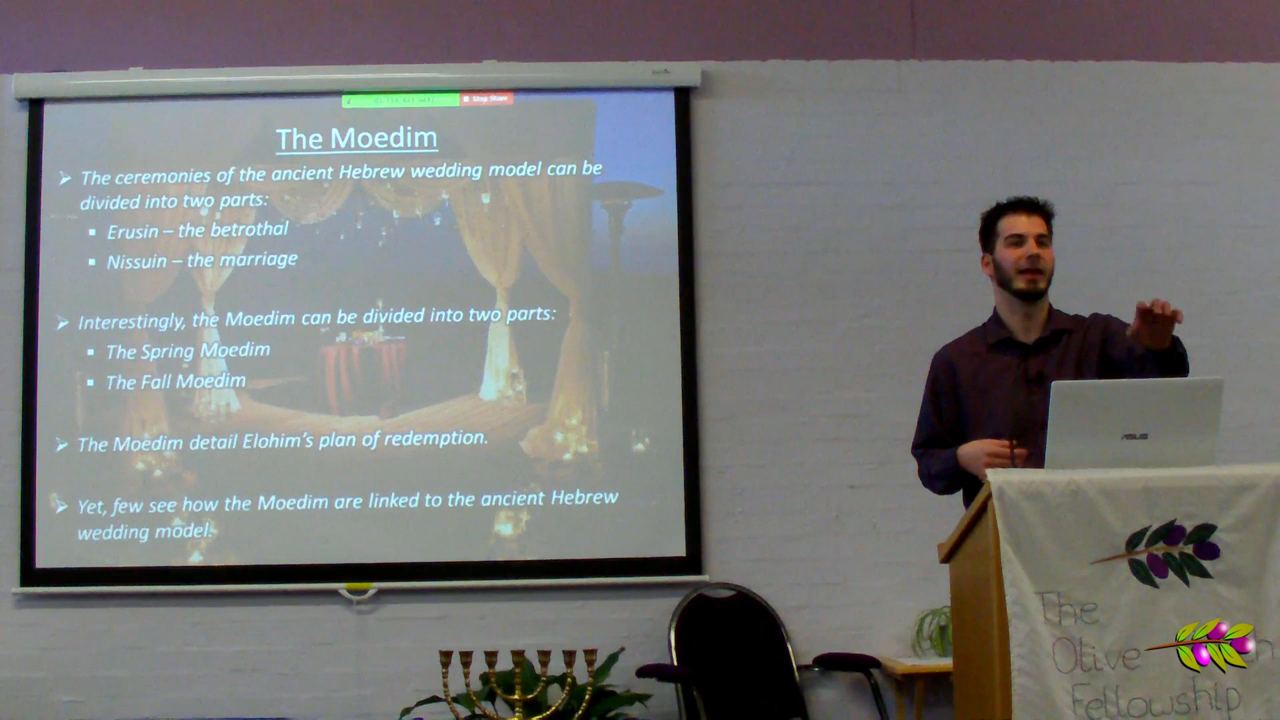 Stop Share
The Moedim
The ceremonies of the ancient Hebrew wedding model can be
divided into two parts:
Erusin – the betrothal
Nissuin – the marriage
Interestingly, the Moedim can be divided into two parts:
The Spring Moedim
The Fall Moedim
The Moedim detail Elohim's plan of redemption.
Yet, few see how the Moedim are linked to the ancient Hebrew
wedding model.
ASUS
The
Olive
Fellowship